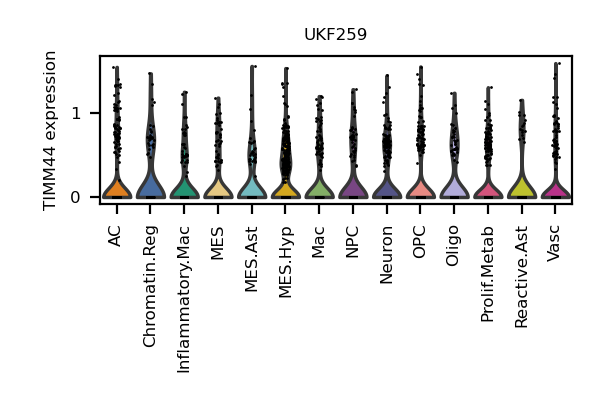 UKF259
TIMM44 expression
1
0
AC
Chromatin.Reg
Inflammatory.Mac
MES
MES.Ast
MES.Hyp
Mac
NPC
Neuron
OPC
Oligo
Prolif.Metab
Reactive.Ast
Vasc